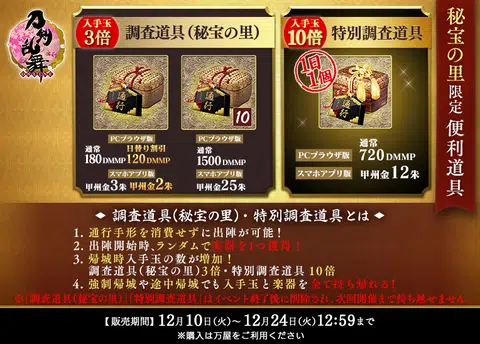 刀剣乱舞
入手玉
3倍
調査道具(秘宝の里)
通行
通行
10
PCブラウザ版
通常
180DMMP
日替り割引
120DMMP
スマホアプリ版
甲州金3朱
甲州金2朱
PCブラウザ版
通常
1500DMMP
スマホアプリ版
甲州金25朱
入手玉
10倍
特別調査道具
1日1個
通行
PCブラウザ版
スマホアプリ版
通常
720DMMP
甲州金 12朱
秘宝の里限定 便利道具
調査道具(秘宝の里)・特別調査道具とは
1. 通行手形を消費せずに出陣が可能!
2. 出陣開始時、ランダムで楽器を1つ獲得!
3. 帰城時入手玉の数が増加!
調査道具(秘宝の里)3倍・特別調査道具 10倍
4. 強制帰城や途中帰城でも入手玉と楽器を全て持ち帰れる!
※「調査道具(秘宝の里)」「特別調査道具」はイベント終了後に削除され、次回開催まで持ち越せません。
【販売期間】12月10日(火)~12月24日(火)12:59まで
※購入は万屋をご利用ください